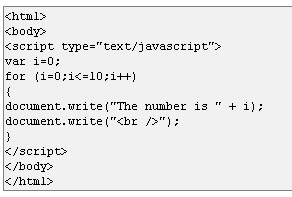 <html>
<body>
<script type="text/javascript">
var i=0;
for (i=0;i<=10;i++)
{
document.write("The number is " + i);
document.write("<br />");
}
</script>
</body>
</html>